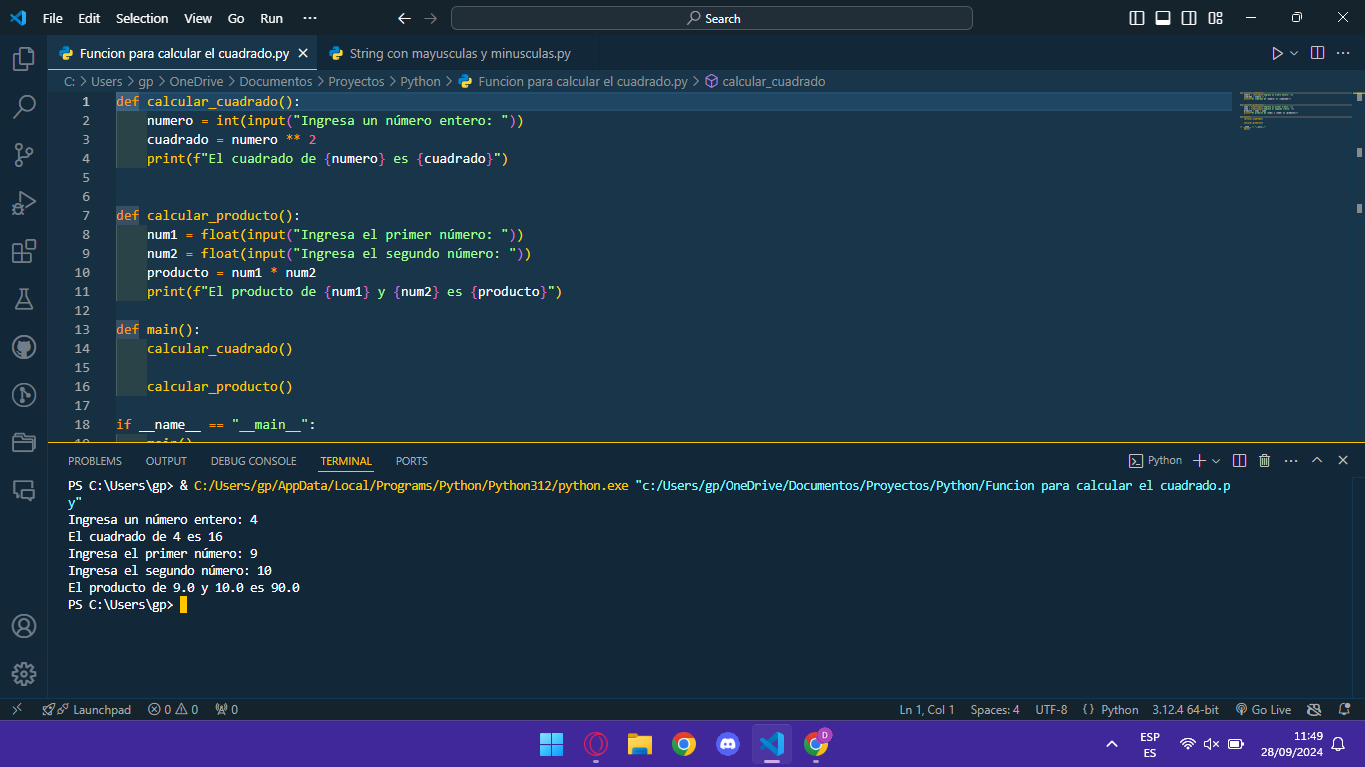 File Edit Selection View Go Run ··· Search
Funcion para calcular el cuadrado.py String con mayusculas y minusculas.py
C: > Users > gp > OneDrive > Documentos > Proyectos > Python > Funcion para calcular el cuadrado.py > calcular_cuadrado
1 def calcular_cuadrado():
2 numero = int(input("Ingresa un número entero: "))
3 cuadrado = numero ** 2
4 print(f"El cuadrado de {numero} es {cuadrado}")
5
6
7 def calcular_producto():
8 num1 = float(input("Ingresa el primer número: "))
9 num2 = float(input("Ingresa el segundo número: "))
10 producto = num1 * num2
11 print(f"El producto de {num1} y {num2} es {producto}")
12
13 def main():
14 calcular_cuadrado()
15
16 calcular_producto()
17
18 if __name__ == "__main__":
19 main()
PROBLEMS OUTPUT DEBUG CONSOLE TERMINAL PORTS Python
PS C:\Users\gp> & C:/Users/gp/AppData/Local/Programs/Python/Python312/python.exe "c:/Users/gp/OneDrive/Documentos/Proyectos/Python/Funcion para calcular el cuadrado.p
y"
Ingresa un número entero: 4
El cuadrado de 4 es 16
Ingresa el primer número: 9
Ingresa el segundo número: 10
El producto de 9.0 y 10.0 es 90.0
PS C:\Users\gp>
Launchpad 0 0 0 Ln 1, Col 1 Spaces: 4 UTF-8 {} Python 3.12.4 64-bit Go Live
D ESP 11:49
ES 28/09/2024